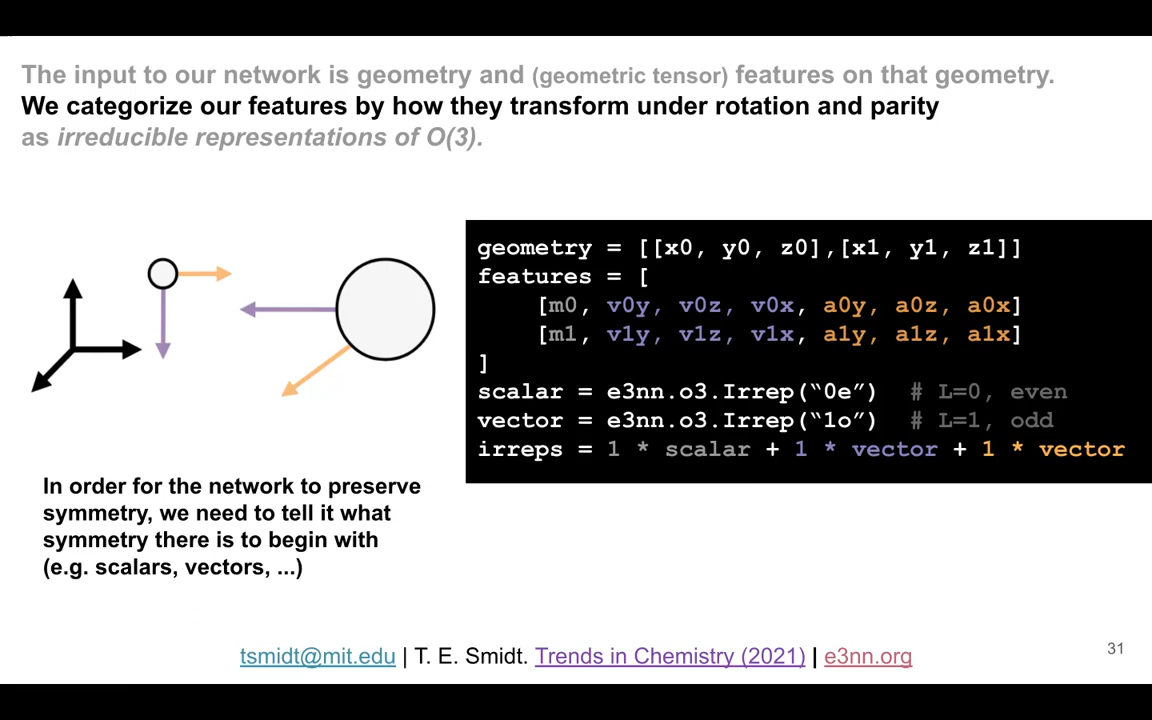 The input to our network is geometry and (geometric tensor) features on that geometry.
We categorize our features by how they transform under rotation and parity
as irreducible representations of O(3).
geometry = [[x0, y0, z0],[x1, y1, z1]]
features = [
[m0, v0y, v0z, v0x, a0y, a0z, a0x]
[m1, v1y, v1z, v1x, a1y, a1z, a1x]
]
scalar = e3nn.o3.Irrep(“0e”) # L=0, even
vector = e3nn.o3.Irrep(“1o”) # L=1, odd
irreps = 1 * scalar + 1 * vector + 1 * vector
In order for the network to preserve
symmetry, we need to tell it what
symmetry there is to begin with
(e.g. scalars, vectors, ...)
tsmidt@mit.edu | T. E. Smidt. Trends in Chemistry (2021) | e3nn.org
31